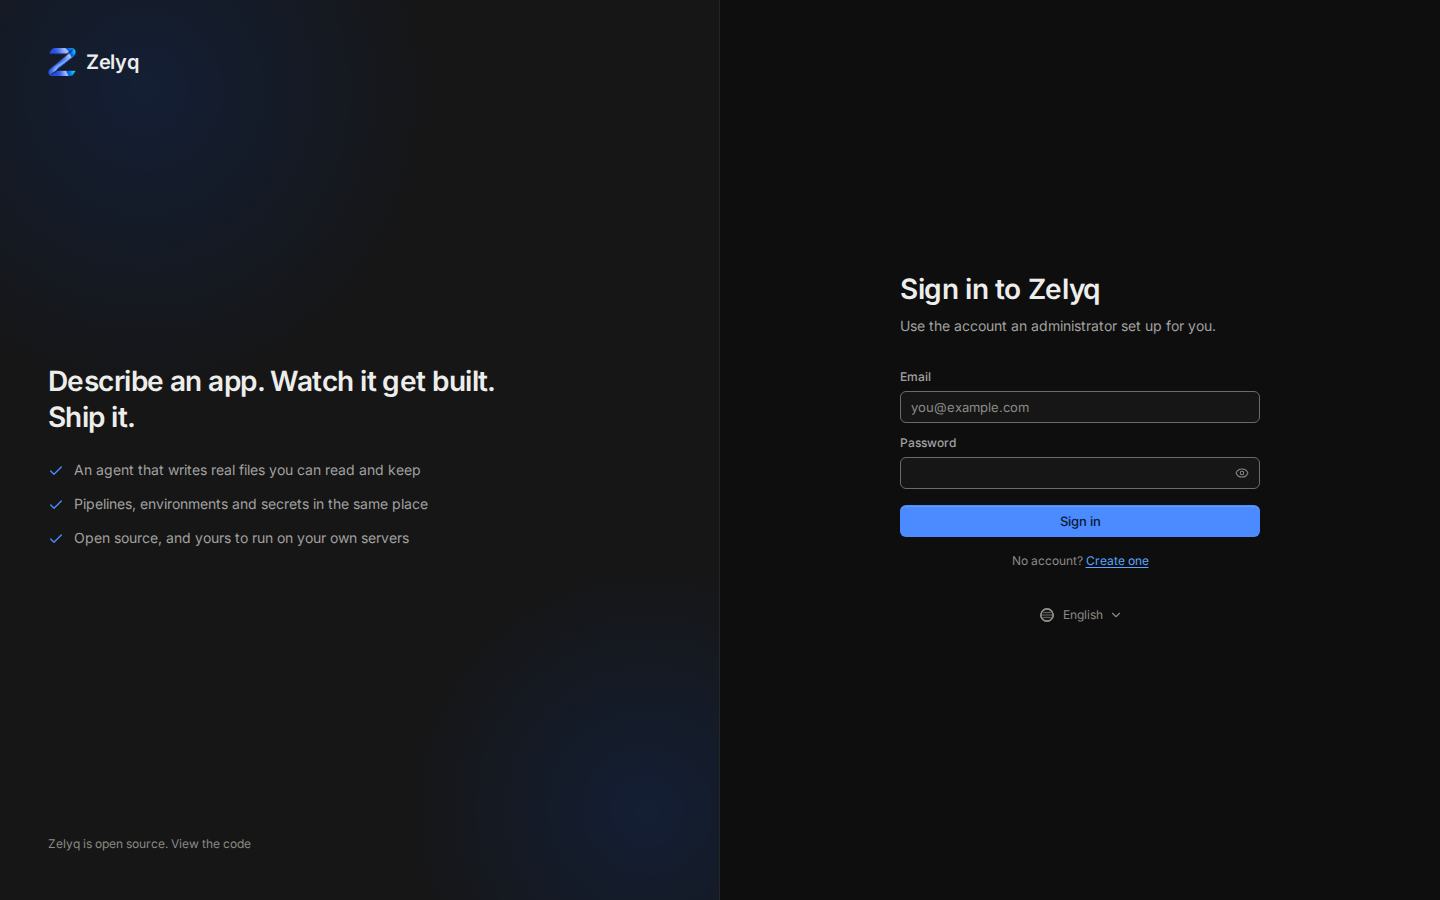 Zelyq
Describe an app. Watch it get built.
Ship it.
An agent that writes real files you can read and keep
Pipelines, environments and secrets in the same place
Open source, and yours to run on your own servers
Zelyq is open source. View the code
Sign in to Zelyq
Use the account an administrator set up for you.
Email
you@example.com
Password
Sign in
No account? Create one
English